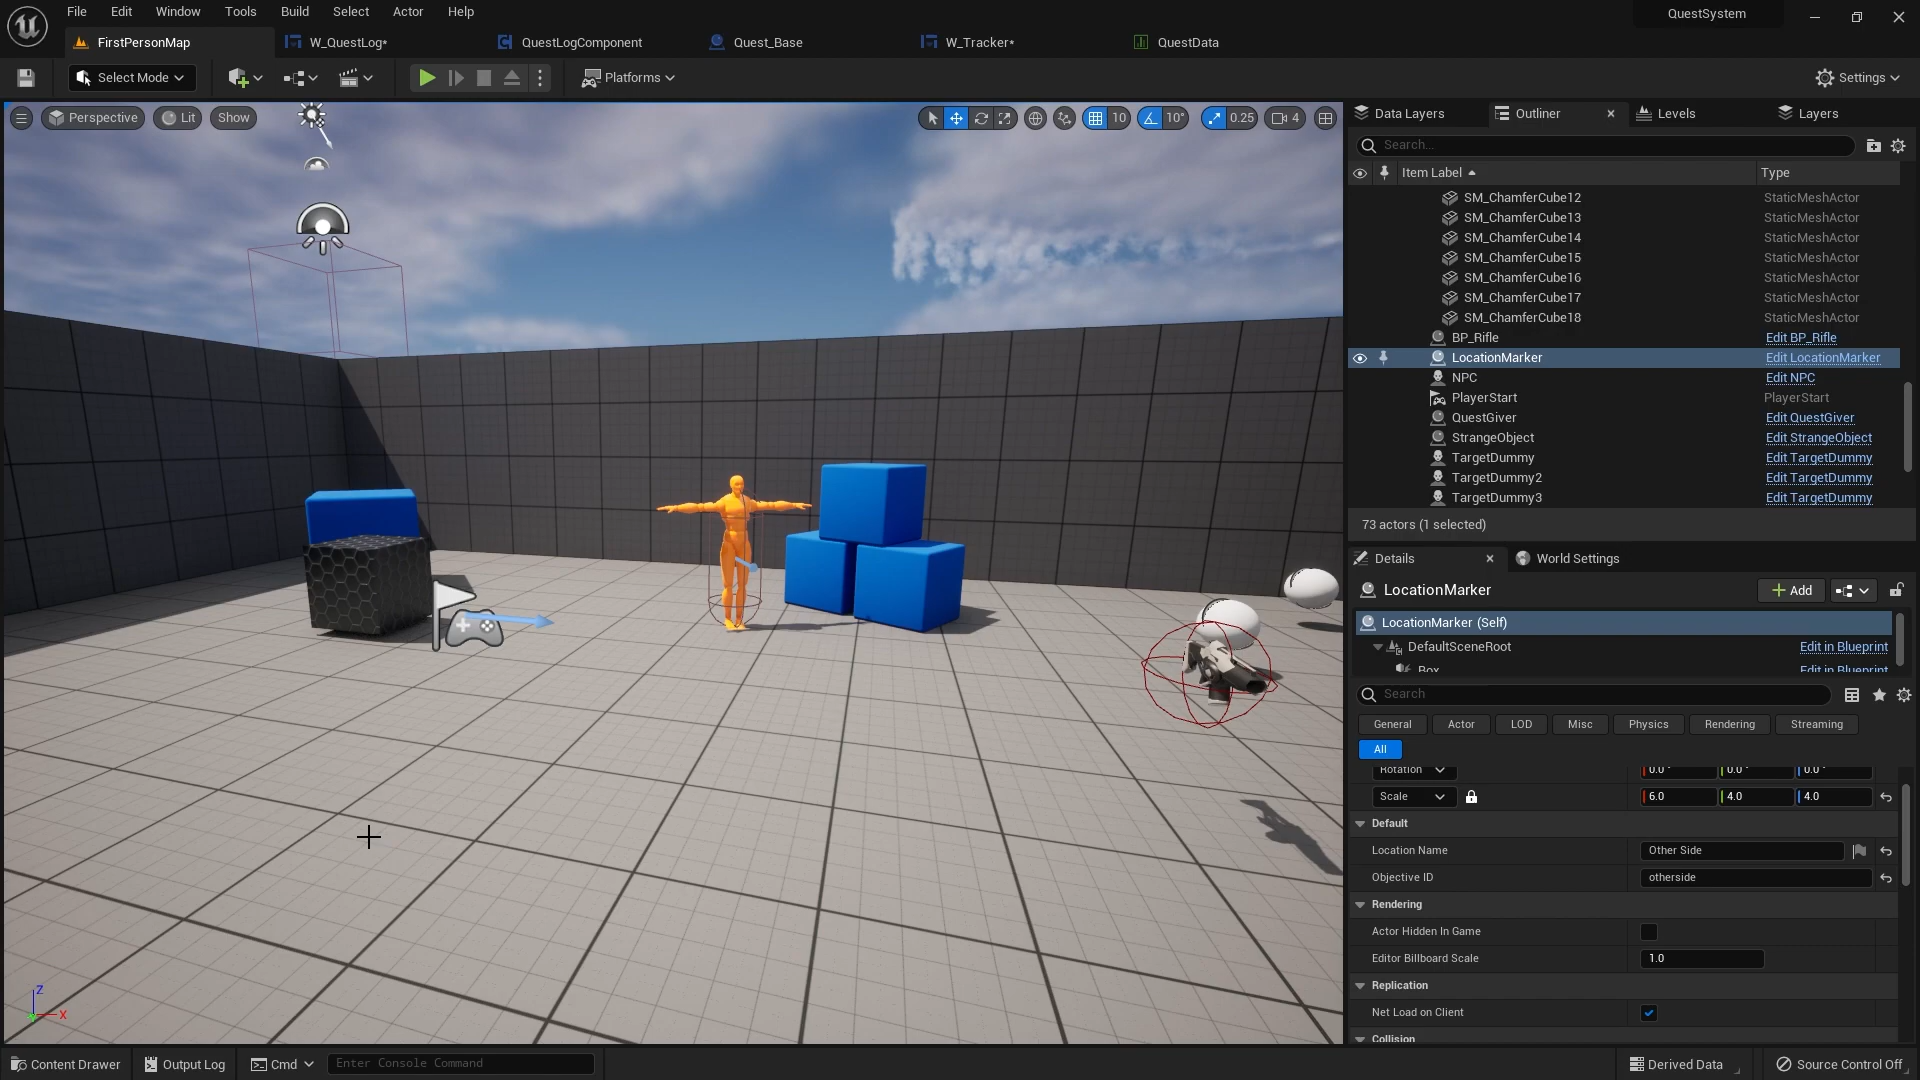 File Edit Window Tools Build Select Actor Help
QuestSystem
FirstPersonMap W_QuestLog* QuestLogComponent Quest_Base W_Tracker* QuestData
Select Mode Platforms Settings
Perspective Lit Show 10 10° 0.25 4
Data Layers Outliner Levels Layers
Search...
Item Label Type
SM_ChamferCube12 StaticMeshActor
SM_ChamferCube13 StaticMeshActor
SM_ChamferCube14 StaticMeshActor
SM_ChamferCube15 StaticMeshActor
SM_ChamferCube16 StaticMeshActor
SM_ChamferCube17 StaticMeshActor
SM_ChamferCube18 StaticMeshActor
BP_Rifle Edit BP_Rifle
LocationMarker Edit LocationMarker
NPC Edit NPC
PlayerStart PlayerStart
QuestGiver Edit QuestGiver
StrangeObject Edit StrangeObject
TargetDummy Edit TargetDummy
TargetDummy2 Edit TargetDummy
TargetDummy3 Edit TargetDummy
73 actors (1 selected)
Details World Settings
LocationMarker Add
LocationMarker (Self)
DefaultSceneRoot Edit in Blueprint
Box Edit in Blueprint
Search
General Actor LOD Misc Physics Rendering Streaming
All
Rotation 0.0° 0.0° 0.0°
Scale 6.0 4.0 4.0
Default
Location Name Other Side
Objective ID otherside
Rendering
Actor Hidden In Game
Editor Billboard Scale 1.0
Replication
Net Load on Client
Collision
Z
X
Content Drawer Output Log Cmd Enter Console Command Derived Data Source Control Off